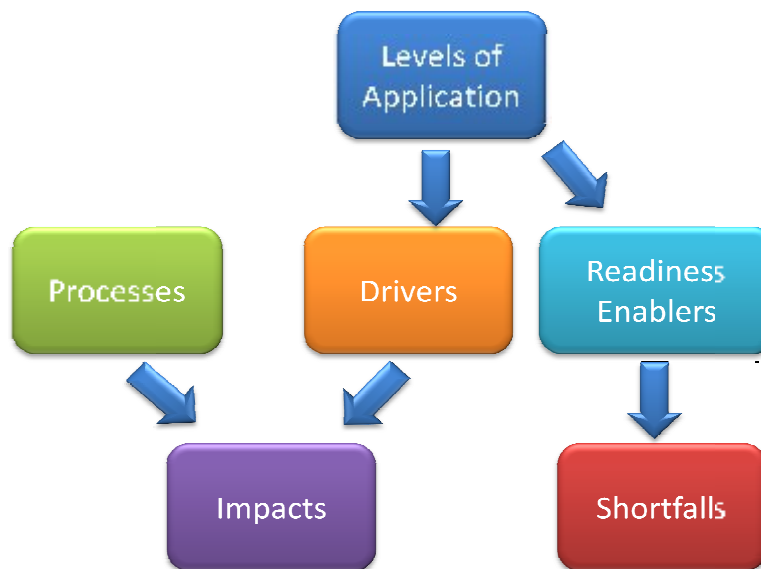 Levels of
Application
Processes
Drivers
Readiness
Enablers
Impacts
Shortfalls